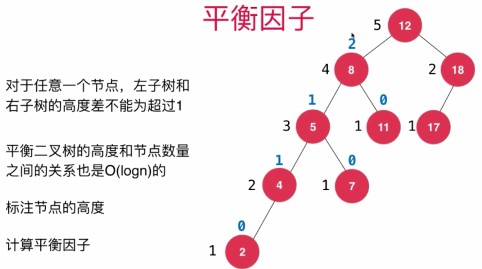 平衡因子
5 12
2
4 8 2 18
对于任意一个节点，左子树和
右子树的高度差不能为超过1
1 0
3 5 1 11 1 17
平衡二叉树的高度和节点数量
之间的关系也是O(logn)的
1 0
2 4 1 7
标注节点的高度
0
计算平衡因子
1 2